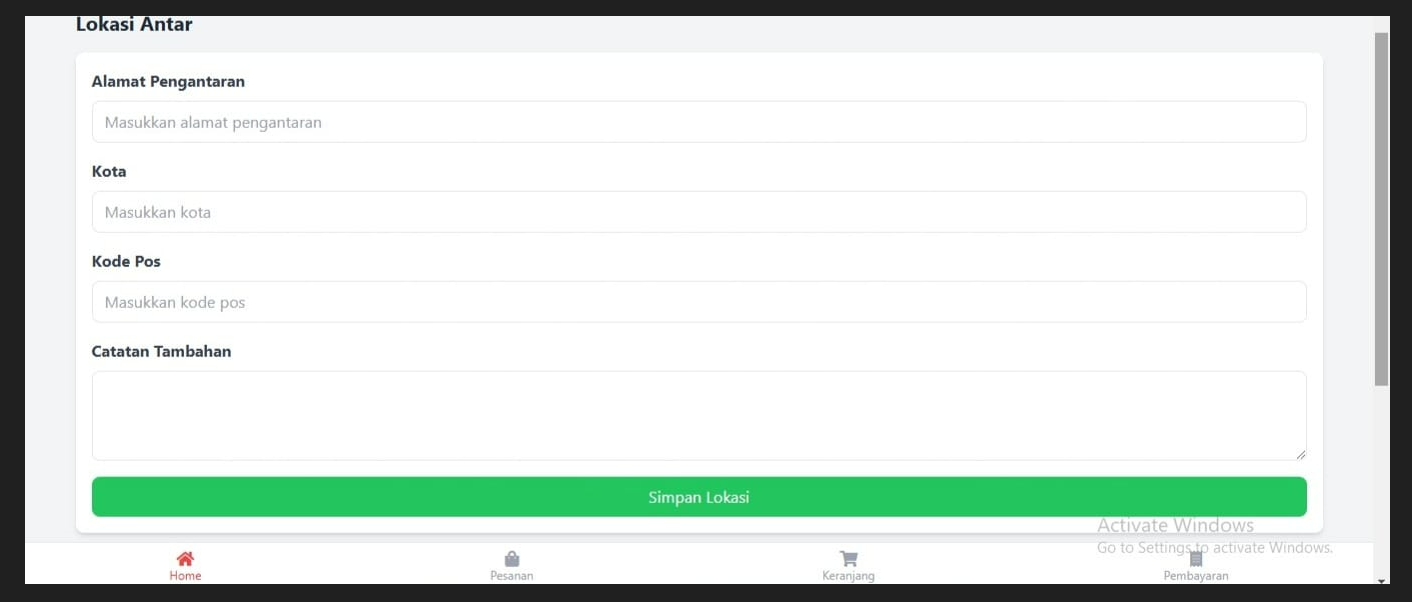 Lokasi Antar
Alamat Pengantaran
Masukkan alamat pengantaran
Kota
Masukkan kota
Kode Pos
Masukkan kode pos
Catatan Tambahan
Simpan Lokasi
Activate Windows
Go to Settings to activate Windows.
Home
Pesanan
Keranjang
Pembayaran